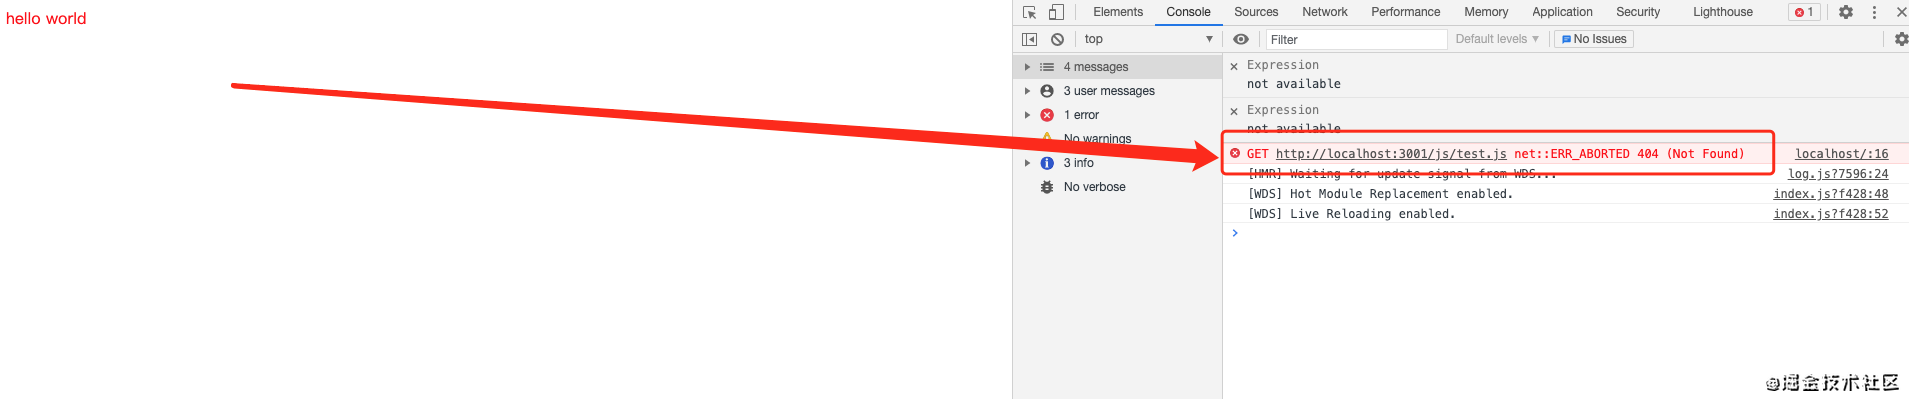 hello world
Elements Console Sources Network Performance Memory Application Security Lighthouse 1
top Filter Default levels No Issues
4 messages
3 user messages
1 error
No warnings
3 info
No verbose
Expression
not available
Expression
not available
GET http://localhost:3001/js/test.js net::ERR_ABORTED 404 (Not Found) localhost/:16
[HMR] Waiting for update signal from WDS... log.js?7596:24
[WDS] Hot Module Replacement enabled. index.js?f428:48
[WDS] Live Reloading enabled. index.js?f428:52
@掘金技术社区